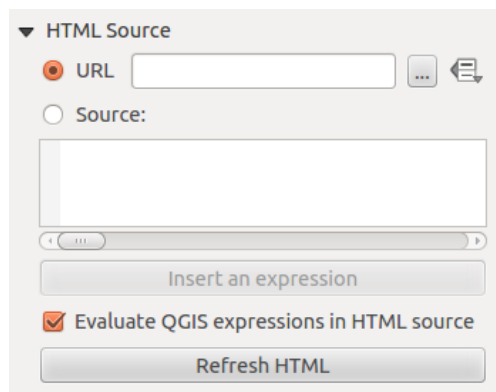 HTML Source
URL
...
Source:
Insert an expression
Evaluate QGIS expressions in HTML source
Refresh HTML